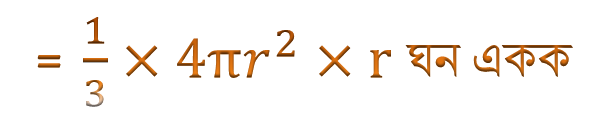 = 1/3 × 4πr² × r ঘন একক